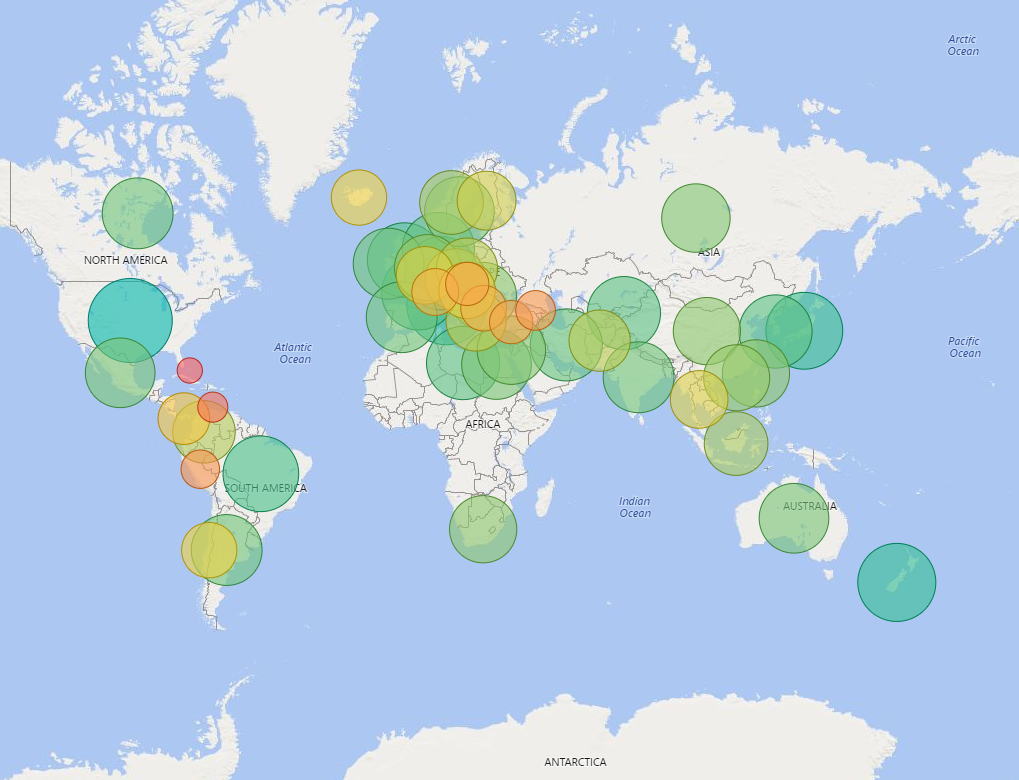 Arctic
Ocean
NORTH AMERICA
ASIA
Atlantic
Ocean
Pacific
Ocean
AFRICA
SOUTH AMERICA
Indian
Ocean
AUSTRALIA
ANTARCTICA